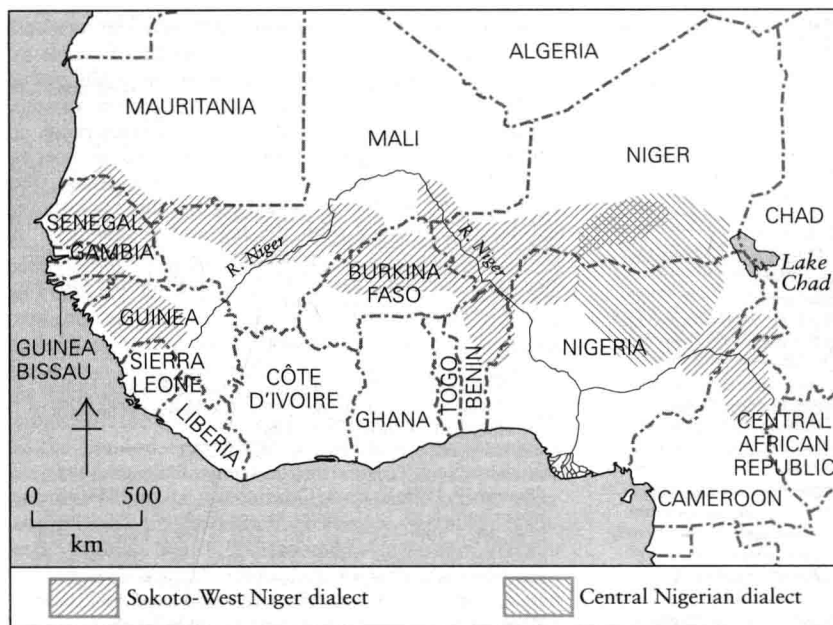 ALGERIA
MAURITANIA
MALI
NIGER
CHAD
SENEGAL
GAMBIA
R. Niger
R. Niger
Lake
Chad
BURKINA
FASO
GUINEA
GUINEA
BISSAU
SIERRA
LEONE
NIGERIA
CÔTE
D'IVOIRE
TOGO
BENIN
GHANA
LIBERIA
CENTRAL
AFRICAN
REPUBLIC
CAMEROON
0 500
km
Sokoto-West Niger dialect
Central Nigerian dialect